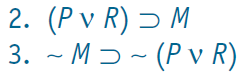 2. (P v R) ⊃ M
3. ~ M ⊃ ~ (P v R)